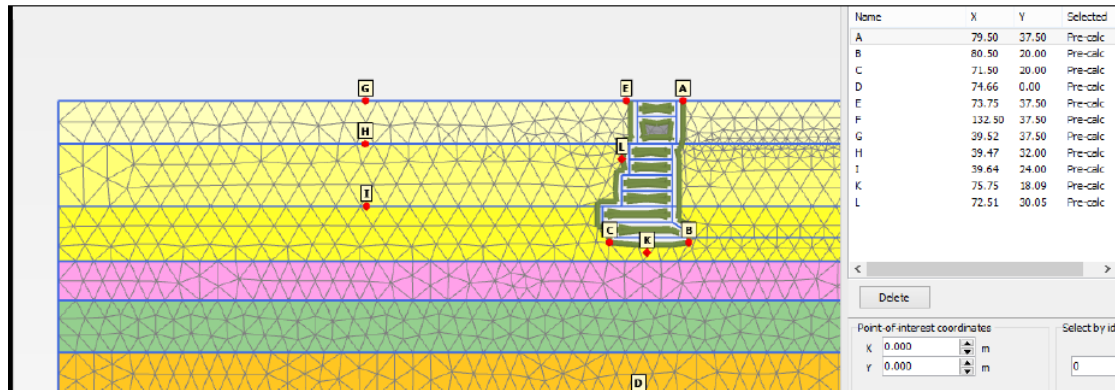 Name X Y Selected
A 79.50 37.50 Pre-calc
B 80.50 20.00 Pre-calc
C 71.50 20.00 Pre-calc
D 74.66 0.00 Pre-calc
E 73.75 37.50 Pre-calc
F 132.50 37.50 Pre-calc
G 39.52 37.50 Pre-calc
H 39.47 32.00 Pre-calc
I 39.64 24.00 Pre-calc
K 75.75 18.09 Pre-calc
L 72.51 30.05 Pre-calc
G E A
H
L
I
C K B
D
Delete
Point-of-interest coordinates Select by id
X 0.000 m
Y 0.000 m 0